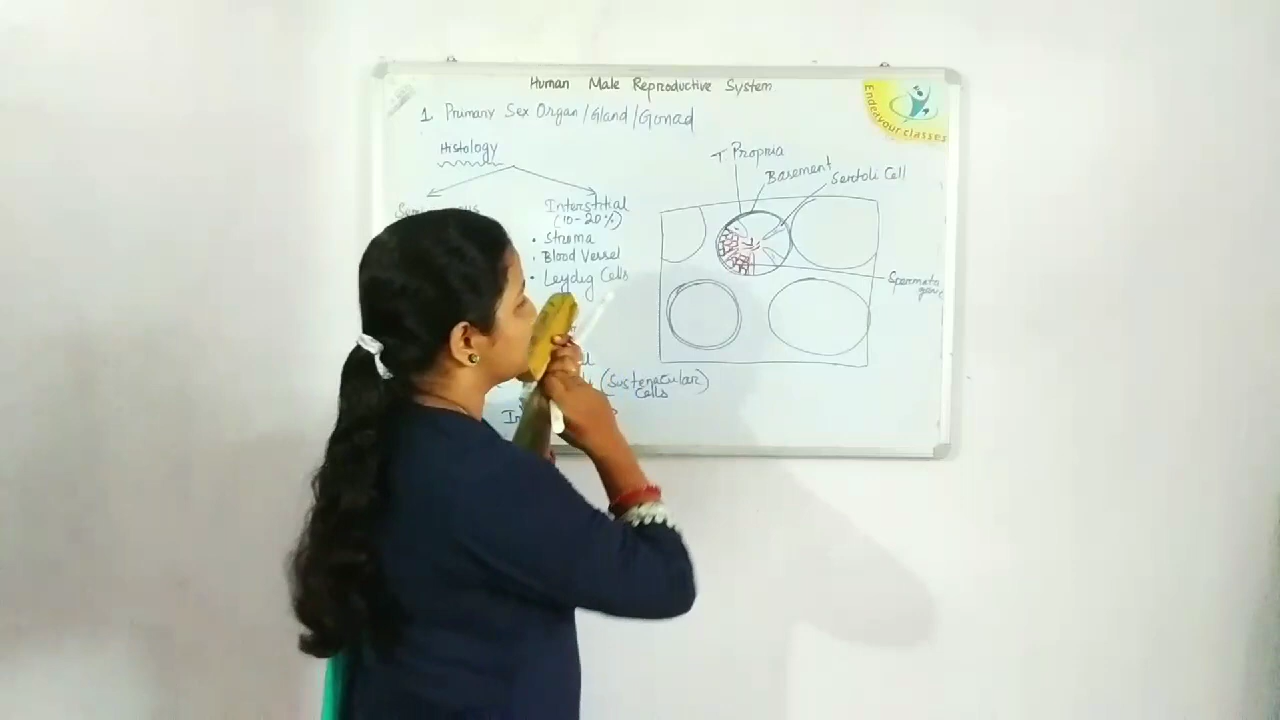 Human Male Reproductive System
1. Primary Sex Organ/Gland/Gonad
Endeavour classes
Histology
T Propria
Basement
Sertoli Cell
Interstitial
(10-20%)
• Stroma
• Blood Vessel
• Leydig Cells
Spermato
(Sustenacular)
Cells